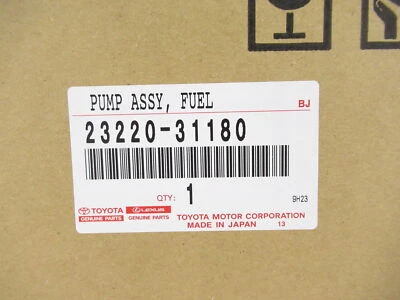 PUMP ASSY, FUEL
BJ
23220-31180
QTY: 1
9H23
TOYOTA LEXUS
GENUINE PARTS GENUINE PARTS
TOYOTA MOTOR CORPORATION
MADE IN JAPAN 13